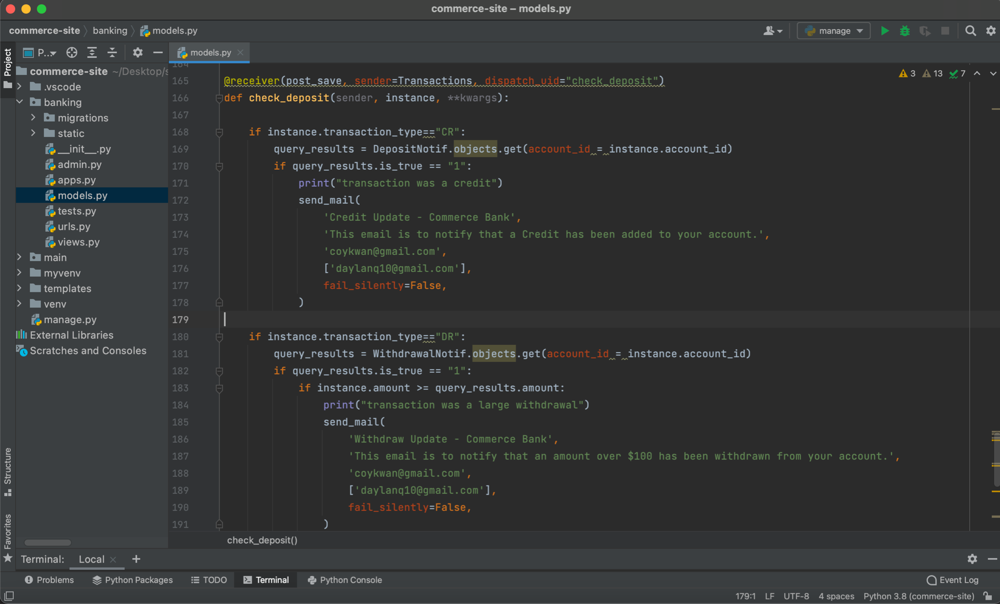 commerce-site – models.py
commerce-site banking models.py
manage
Project
P...
models.py
commerce-site ~/Desktop/s
.vscode
banking
migrations
static
__init__.py
admin.py
apps.py
models.py
tests.py
urls.py
views.py
main
myvenv
templates
venv
manage.py
External Libraries
Scratches and Consoles
3 13 7
164
165 @receiver(post_save, sender=Transactions, dispatch_uid="check_deposit")
166 def check_deposit(sender, instance, **kwargs):
167
168 if instance.transaction_type=="CR":
169 query_results = DepositNotif.objects.get(account_id = instance.account_id)
170 if query_results.is_true == "1":
171 print("transaction was a credit")
172 send_mail(
173 'Credit Update - Commerce Bank',
174 'This email is to notify that a Credit has been added to your account.',
175 'coykwan@gmail.com',
176 ['daylanq10@gmail.com'],
177 fail_silently=False,
178 )
179
180 if instance.transaction_type=="DR":
181 query_results = WithdrawalNotif.objects.get(account_id = instance.account_id)
182 if query_results.is_true == "1":
183 if instance.amount >= query_results.amount:
184 print("transaction was a large withdrawal")
185 send_mail(
186 'Withdraw Update - Commerce Bank',
187 'This email is to notify that an amount over $100 has been withdrawn from your account.',
188 'coykwan@gmail.com',
189 ['daylanq10@gmail.com'],
190 fail_silently=False,
191 )
check_deposit()
Structure
Favorites
Terminal: Local +
Problems Python Packages TODO Terminal Python Console Event Log
179:1 LF UTF-8 4 spaces Python 3.8 (commerce-site)